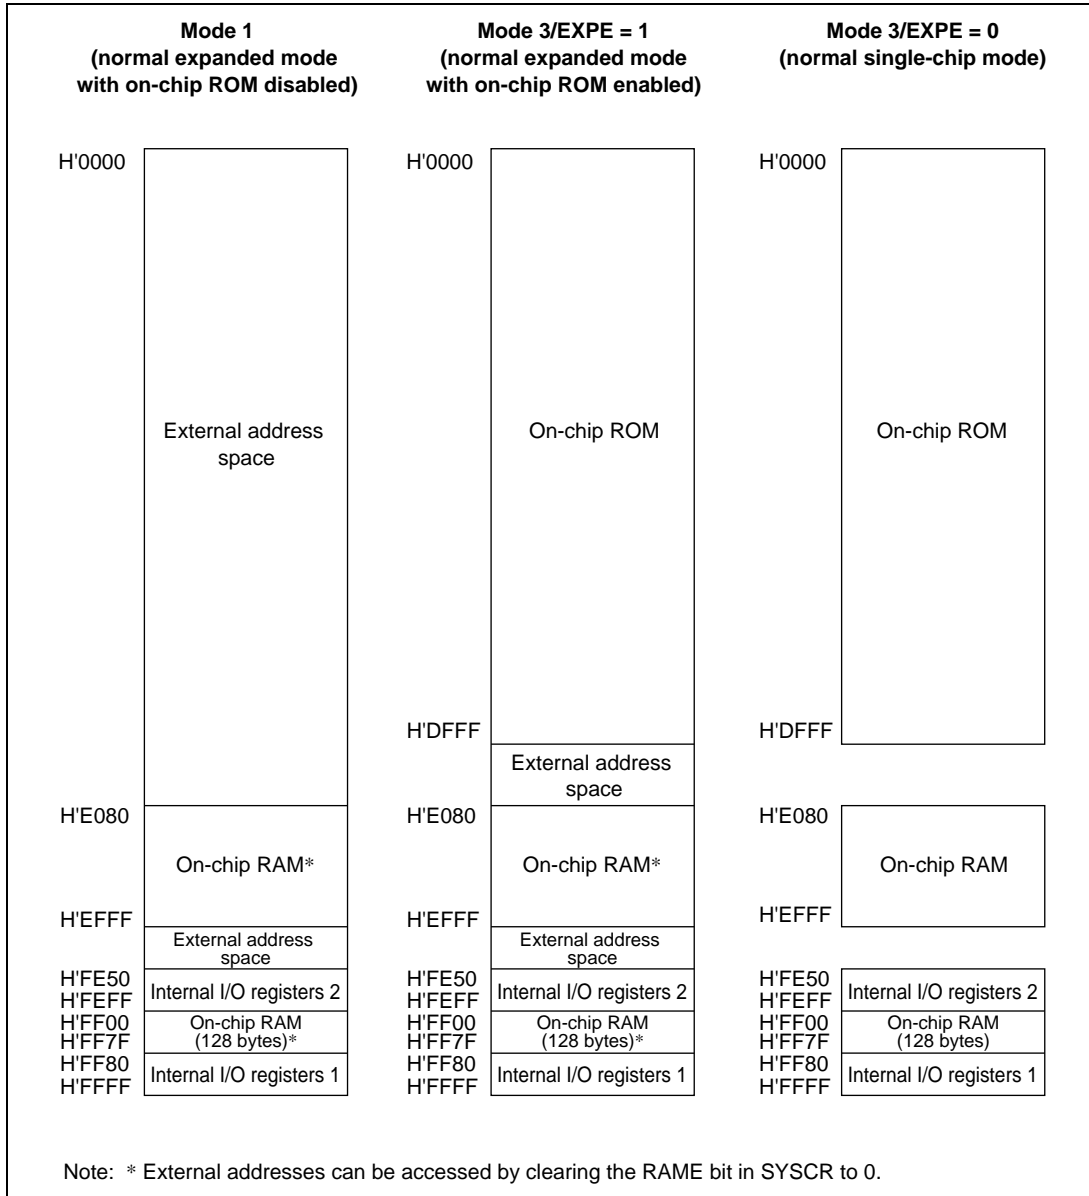 Mode 1
(normal expanded mode
with on-chip ROM disabled)
H'0000
External address
space
H'E080
On-chip RAM*
H'EFFF
External address
space
H'FE50
H'FEFF
Internal I/O registers 2
H'FF00
H'FF7F
On-chip RAM
(128 bytes)*
H'FF80
H'FFFF
Internal I/O registers 1
Mode 3/EXPE = 1
(normal expanded mode
with on-chip ROM enabled)
H'0000
On-chip ROM
H'DFFF
External address
space
H'E080
On-chip RAM*
H'EFFF
External address
space
H'FE50
H'FEFF
Internal I/O registers 2
H'FF00
H'FF7F
On-chip RAM
(128 bytes)*
H'FF80
H'FFFF
Internal I/O registers 1
Mode 3/EXPE = 0
(normal single-chip mode)
H'0000
On-chip ROM
H'DFFF
H'E080
On-chip RAM
H'EFFF
H'FE50
H'FEFF
Internal I/O registers 2
H'FF00
H'FF7F
On-chip RAM
(128 bytes)
H'FF80
H'FFFF
Internal I/O registers 1
Note: * External addresses can be accessed by clearing the RAME bit in SYSCR to 0.